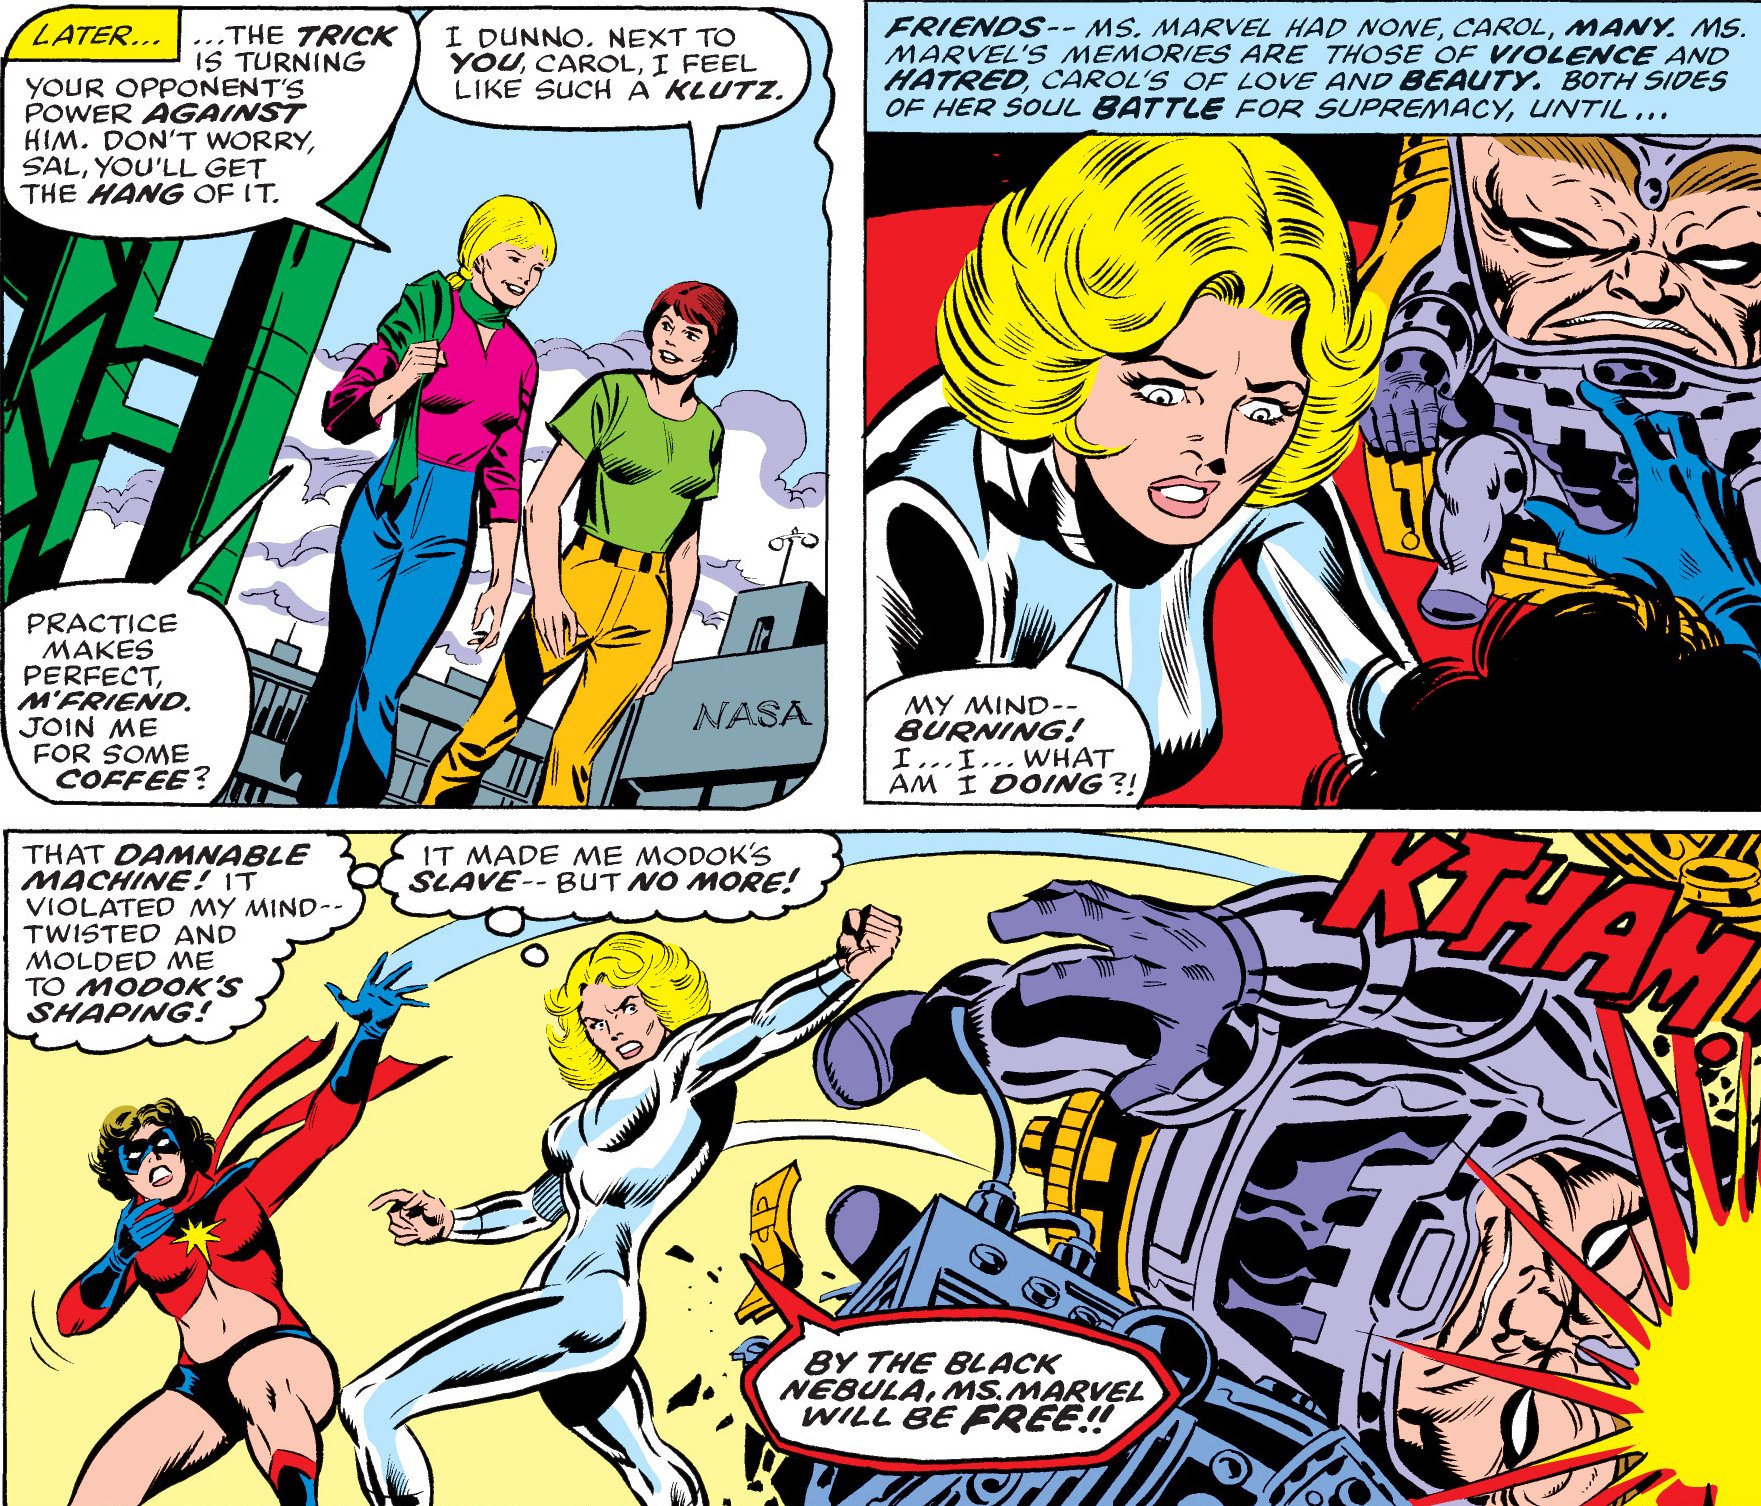 LATER...
...THE TRICK
IS TURNING
YOUR OPPONENT'S
POWER AGAINST
HIM. DON'T WORRY,
SAL, YOU'LL GET
THE HANG OF IT.
I DUNNO. NEXT TO
YOU, CAROL, I FEEL
LIKE SUCH A KLUTZ.
PRACTICE
MAKES
PERFECT,
M'FRIEND.
JOIN ME
FOR SOME
COFFEE?
NASA
FRIENDS-- MS. MARVEL HAD NONE, CAROL, MANY. MS.
MARVEL'S MEMORIES ARE THOSE OF VIOLENCE AND
HATRED, CAROL'S OF LOVE AND BEAUTY. BOTH SIDES
OF HER SOUL BATTLE FOR SUPREMACY, UNTIL...
MY MIND--
BURNING!
I...I...WHAT
AM I DOING?!
THAT DAMNABLE
MACHINE! IT
VIOLATED MY MIND--
TWISTED AND
MOLDED ME
TO MODOK'S
SHAPING!
IT MADE ME MODOK'S
SLAVE-- BUT NO MORE!
KTHAM!
BY THE BLACK
NEBULA, MS. MARVEL
WILL BE FREE!!